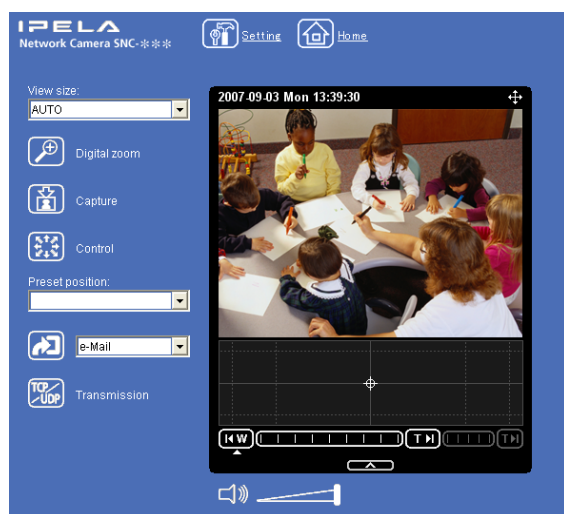 IPELA
Network Camera SNC-***
Setting
Home
View size:
AUTO
2007-09-03 Mon 13:39:30
Digital zoom
Capture
Control
Preset position:
e-Mail
TCP/UDP
Transmission
W
T
T